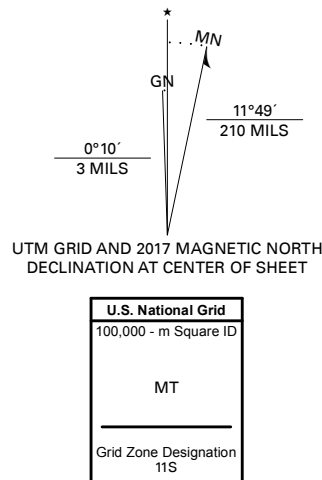 ★
MN
GN
0°10´
3 MILS
11°49´
210 MILS
UTM GRID AND 2017 MAGNETIC NORTH
DECLINATION AT CENTER OF SHEET
U.S. National Grid
100,000 - m Square ID
MT
Grid Zone Designation
11S